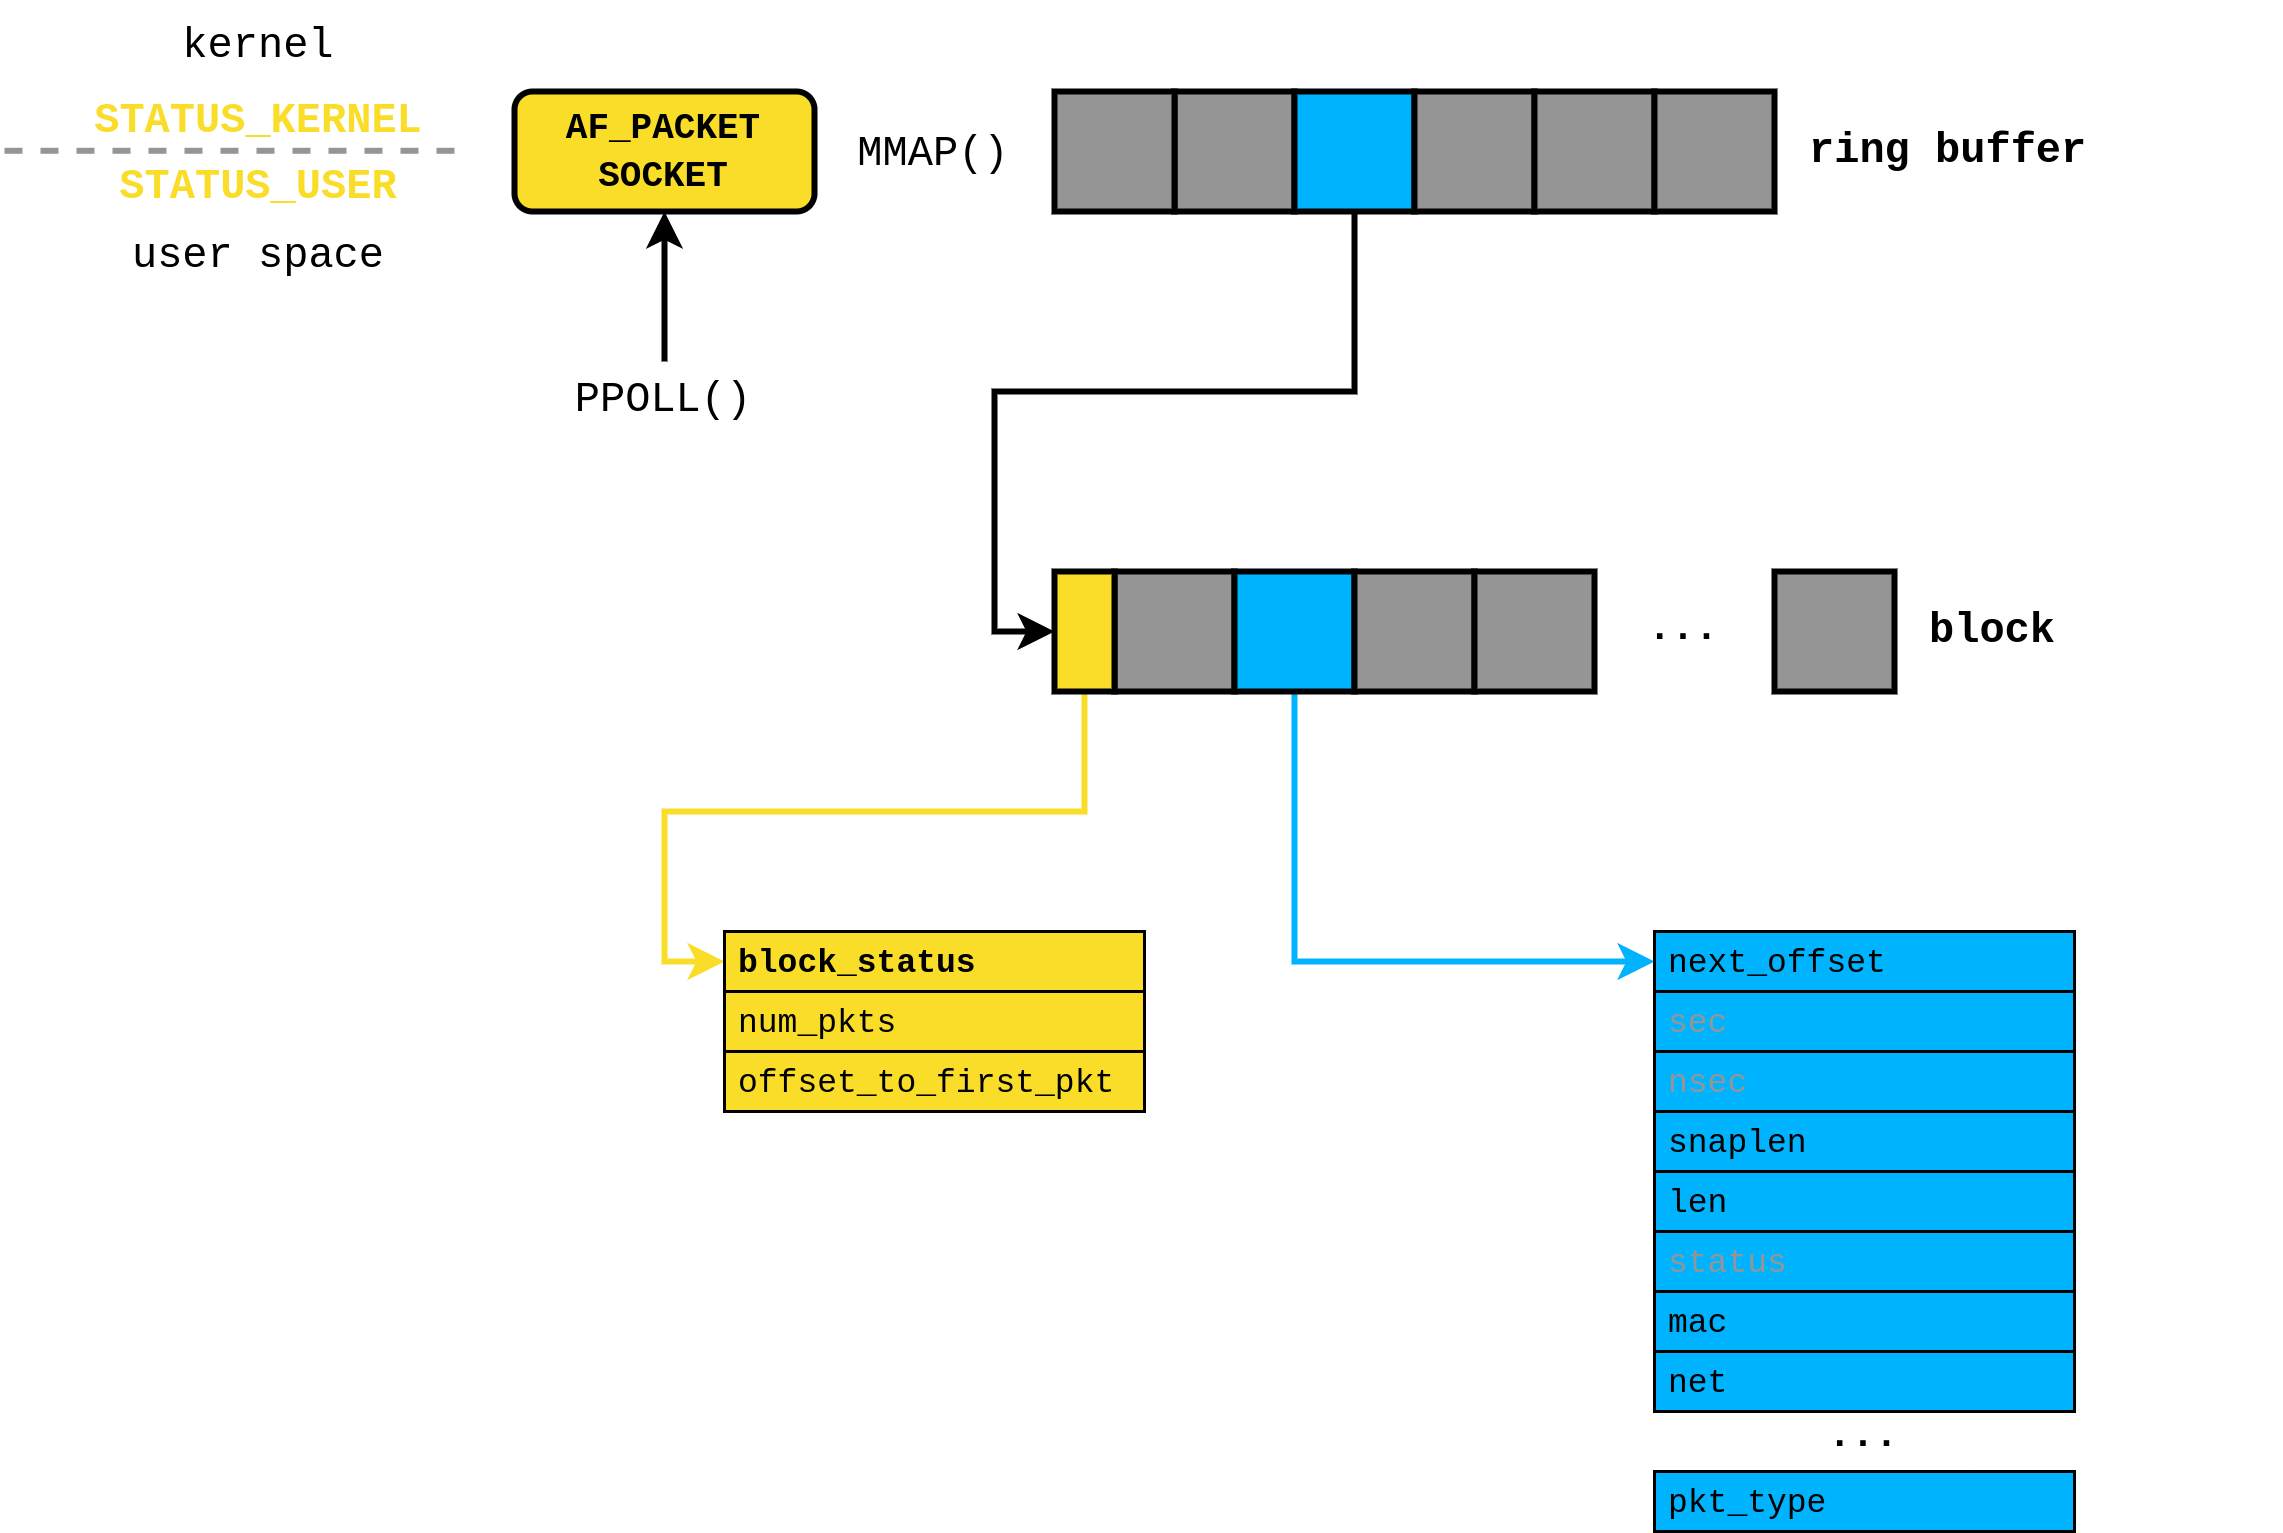 kernel
STATUS_KERNEL
STATUS_USER
user space
AF_PACKET
SOCKET
MMAP()
ring buffer
PPOLL()
...
block
block_status
num_pkts
offset_to_first_pkt
next_offset
sec
nsec
snaplen
len
status
mac
net
...
pkt_type